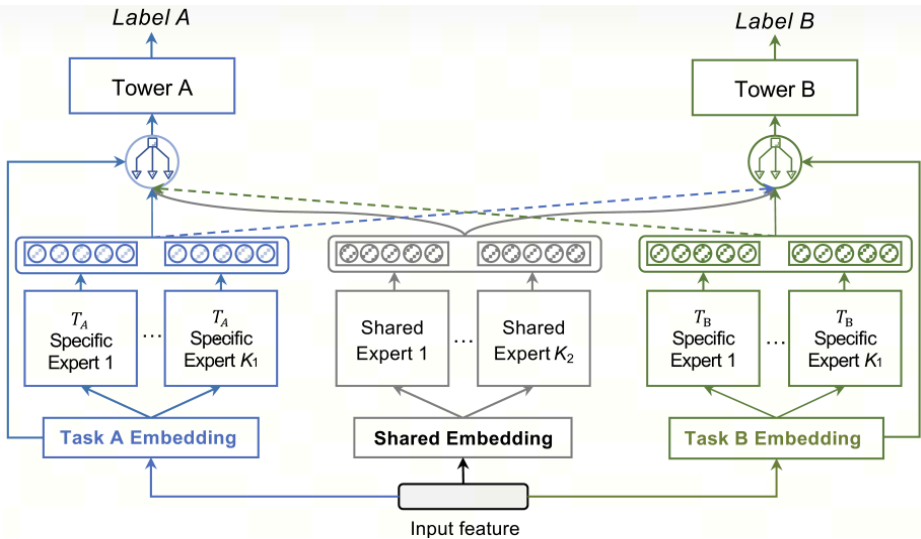 Label A
Label B
Tower A
Tower B
T_A
Specific
Expert 1
...
T_A
Specific
Expert K₁
Shared
Expert 1
...
Shared
Expert K₂
T_B
Specific
Expert 1
...
T_B
Specific
Expert K₁
Task A Embedding
Shared Embedding
Task B Embedding
Input feature